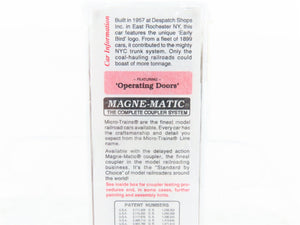 Car Information
Built in 1957 at Despatch Shops
Inc. in East Rochester NY, this
car features the unique 'Early
Bird' logo. From a fleet of 1899
cars, it contributed to the mighty
NYC trunk system. Only the
coal-hauling railroads could
boast of more tonnage.
- FEATURING -
'Operating Doors'
MAGNE-MATIC®
THE COMPLETE COUPLER SYSTEM
Micro-Trains® are the finest model
railroad cars available. Every car has
the craftsmanship and detail you
expect from the Micro-Trains® Line
name.
Available with the delayed action
Magne-Matic® coupler, the finest
coupler in the model railroading
business. It's the "Standard by
Choice" of model railroaders around
the world!
See inside box for coupler testing pro-
cedures and, in some cases, further
painting and assembly hints.
PATENT NUMBERS